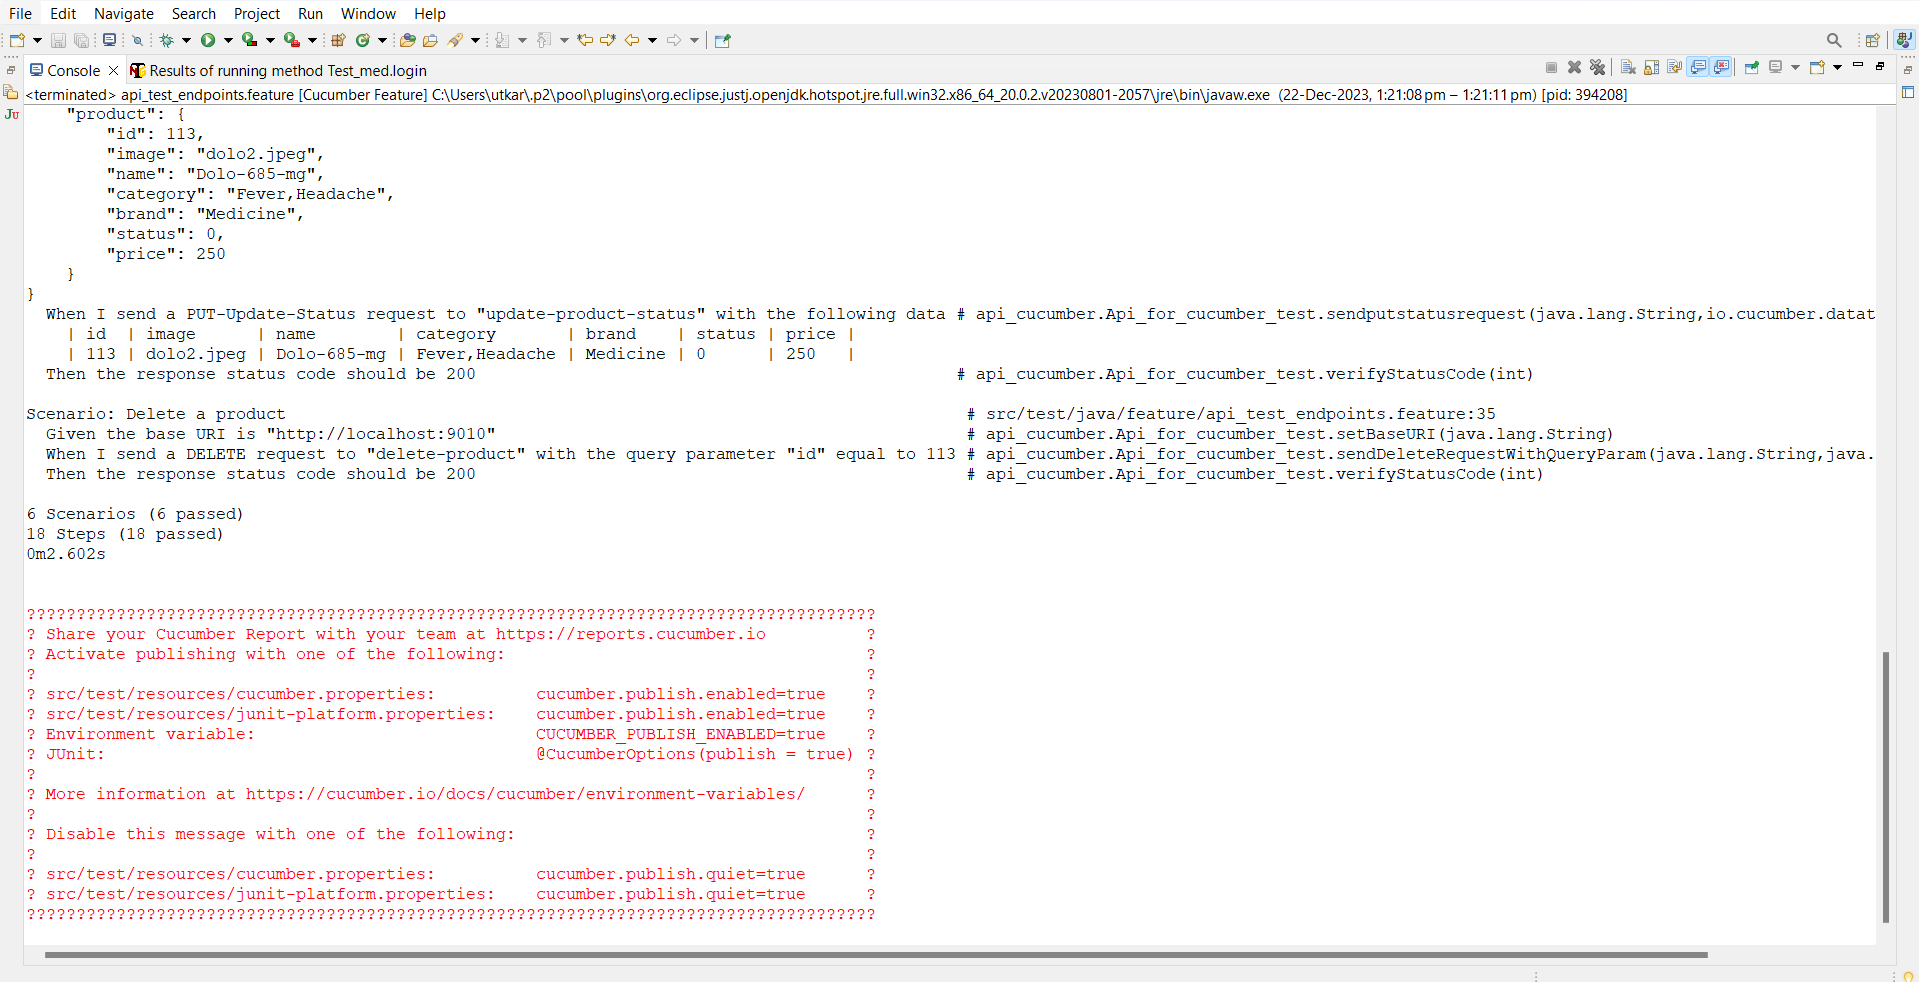 File Edit Navigate Search Project Run Window Help
Console Results of running method Test_med.login
<terminated> api_test_endpoints.feature [Cucumber Feature] C:\Users\utkar\.p2\pool\plugins\org.eclipse.justj.openjdk.hotspot.jre.full.win32.x86_64_20.0.2.v20230801-2057\jre\bin\javaw.exe (22-Dec-2023, 1:21:08 pm – 1:21:11 pm) [pid: 394208]
    "product": {
        "id": 113,
        "image": "dolo2.jpeg",
        "name": "Dolo-685-mg",
        "category": "Fever,Headache",
        "brand": "Medicine",
        "status": 0,
        "price": 250
    }
}
  When I send a PUT-Update-Status request to "update-product-status" with the following data # api_cucumber.Api_for_cucumber_test.sendputstatusrequest(java.lang.String,io.cucumber.datat
    | id  | image      | name        | category       | brand    | status | price |
    | 113 | dolo2.jpeg | Dolo-685-mg | Fever,Headache | Medicine | 0      | 250   |
  Then the response status code should be 200 # api_cucumber.Api_for_cucumber_test.verifyStatusCode(int)
Scenario: Delete a product # src/test/java/feature/api_test_endpoints.feature:35
  Given the base URI is "http://localhost:9010" # api_cucumber.Api_for_cucumber_test.setBaseURI(java.lang.String)
  When I send a DELETE request to "delete-product" with the query parameter "id" equal to 113 # api_cucumber.Api_for_cucumber_test.sendDeleteRequestWithQueryParam(java.lang.String,java.
  Then the response status code should be 200 # api_cucumber.Api_for_cucumber_test.verifyStatusCode(int)
6 Scenarios (6 passed)
18 Steps (18 passed)
0m2.602s
?????????????????????????????????????????????????????????????????????????????????????
? Share your Cucumber Report with your team at https://reports.cucumber.io          ?
? Activate publishing with one of the following:                                    ?
?                                                                                   ?
? src/test/resources/cucumber.properties:          cucumber.publish.enabled=true    ?
? src/test/resources/junit-platform.properties:    cucumber.publish.enabled=true    ?
? Environment variable:                            CUCUMBER_PUBLISH_ENABLED=true    ?
? JUnit:                                           @CucumberOptions(publish = true) ?
?                                                                                   ?
? More information at https://cucumber.io/docs/cucumber/environment-variables/      ?
?                                                                                   ?
? Disable this message with one of the following:                                   ?
?                                                                                   ?
? src/test/resources/cucumber.properties:          cucumber.publish.quiet=true      ?
? src/test/resources/junit-platform.properties:    cucumber.publish.quiet=true      ?
?????????????????????????????????????????????????????????????????????????????????????